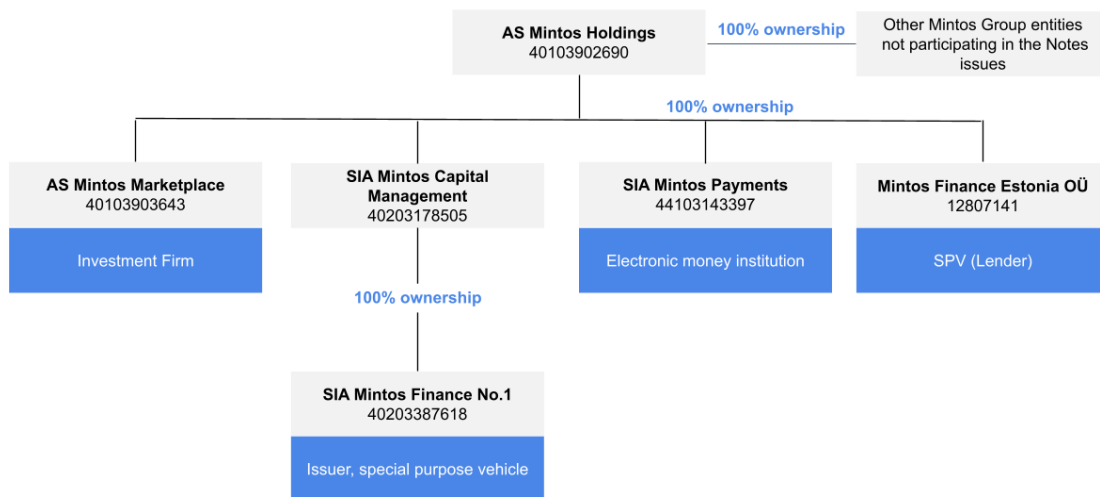 AS Mintos Holdings
40103902690
100% ownership
Other Mintos Group entities
not participating in the Notes
issues
100% ownership
AS Mintos Marketplace
40103903643
Investment Firm
SIA Mintos Capital
Management
40203178505
SIA Mintos Payments
44103143397
Electronic money institution
Mintos Finance Estonia OÜ
12807141
SPV (Lender)
100% ownership
SIA Mintos Finance No.1
40203387618
Issuer, special purpose vehicle